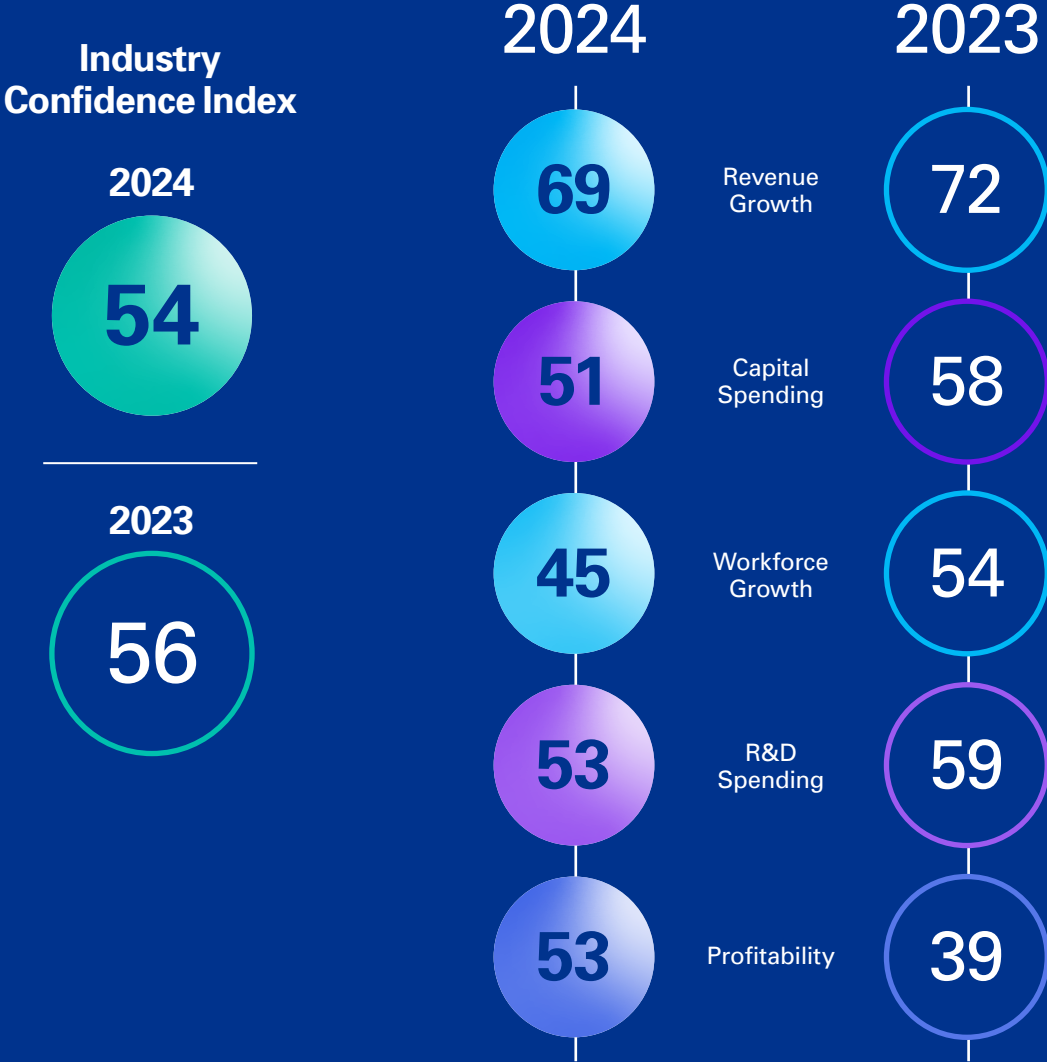 Industry
Confidence Index
2024
54
2023
56
2024
2023
69
Revenue
Growth
72
51
Capital
Spending
58
45
Workforce
Growth
54
53
R&D
Spending
59
53
Profitability
39